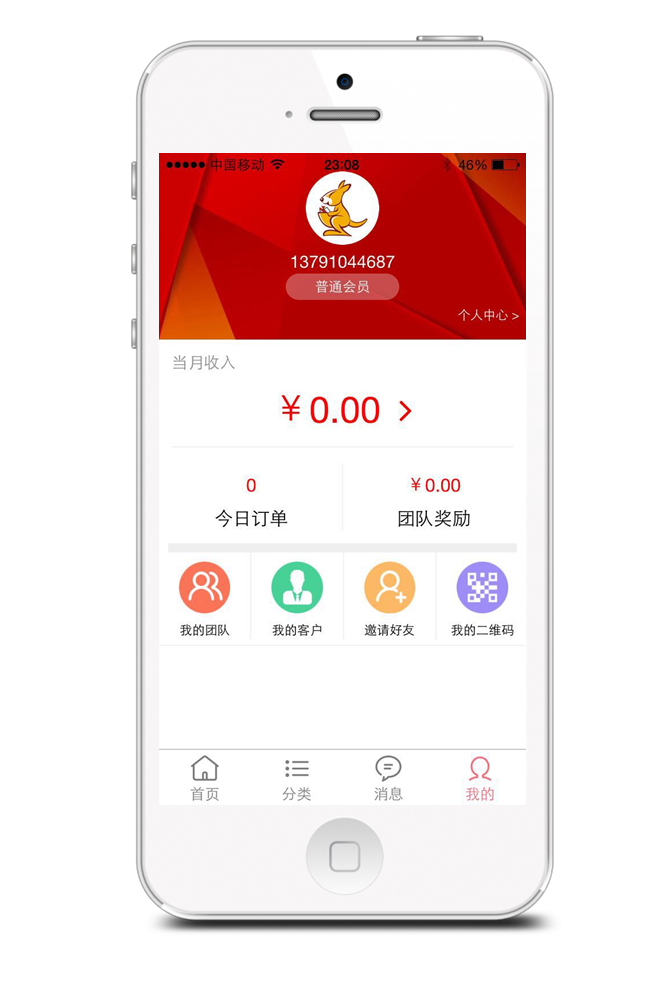 中国移动 23:08 46%
13791044687
普通会员
个人中心 >
当月收入
¥ 0.00
0 ¥0.00
今日订单 团队奖励
我的团队 我的客户 邀请好友 我的二维码
首页 分类 消息 我的